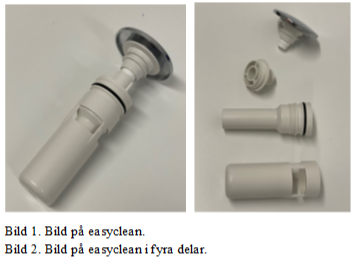 Bild 1. Bild på easyclean.
Bild 2. Bild på easyclean i fyra delar.